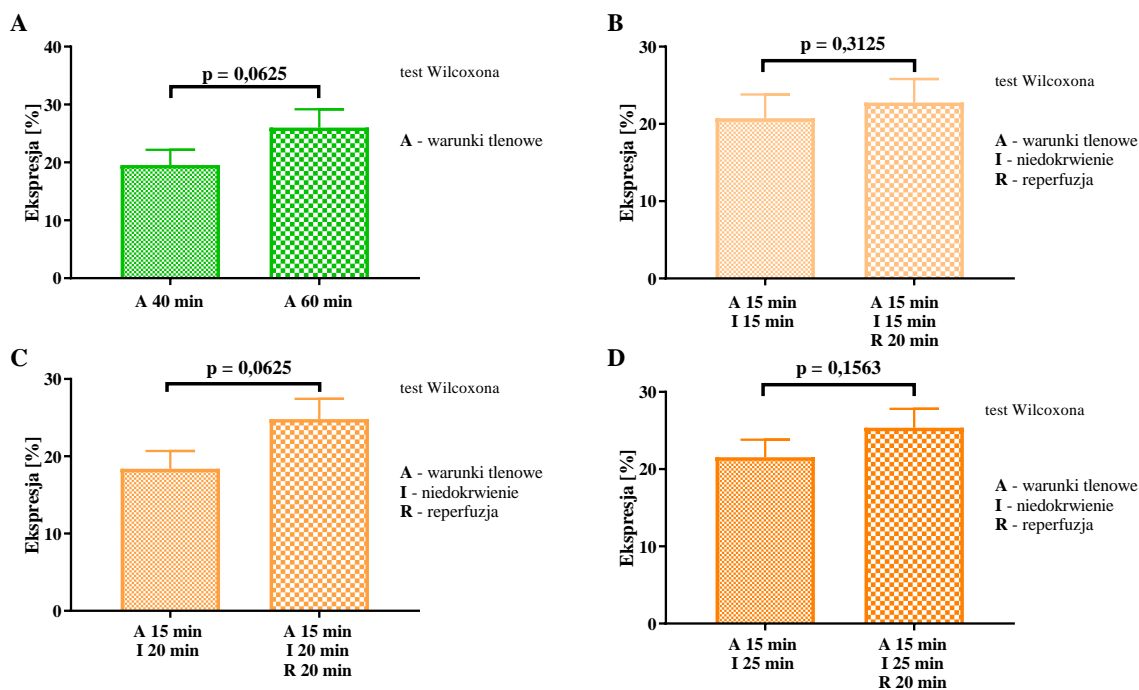 A
Ekspresja [%]
40
30
20
10
0
p = 0,0625
test Wilcoxona
A - warunki tlenowe
A 40 min
A 60 min
B
Ekspresja [%]
30
20
10
0
p = 0,3125
test Wilcoxona
A - warunki tlenowe
I - niedokrwienie
R - reperfuzja
A 15 min
I 15 min
A 15 min
I 15 min
R 20 min
C
Ekspresja [%]
30
20
10
0
p = 0,0625
test Wilcoxona
A - warunki tlenowe
I - niedokrwienie
R - reperfuzja
A 15 min
I 20 min
A 15 min
I 20 min
R 20 min
D
Ekspresja [%]
30
20
10
0
p = 0,1563
test Wilcoxona
A - warunki tlenowe
I - niedokrwienie
R - reperfuzja
A 15 min
I 25 min
A 15 min
I 25 min
R 20 min